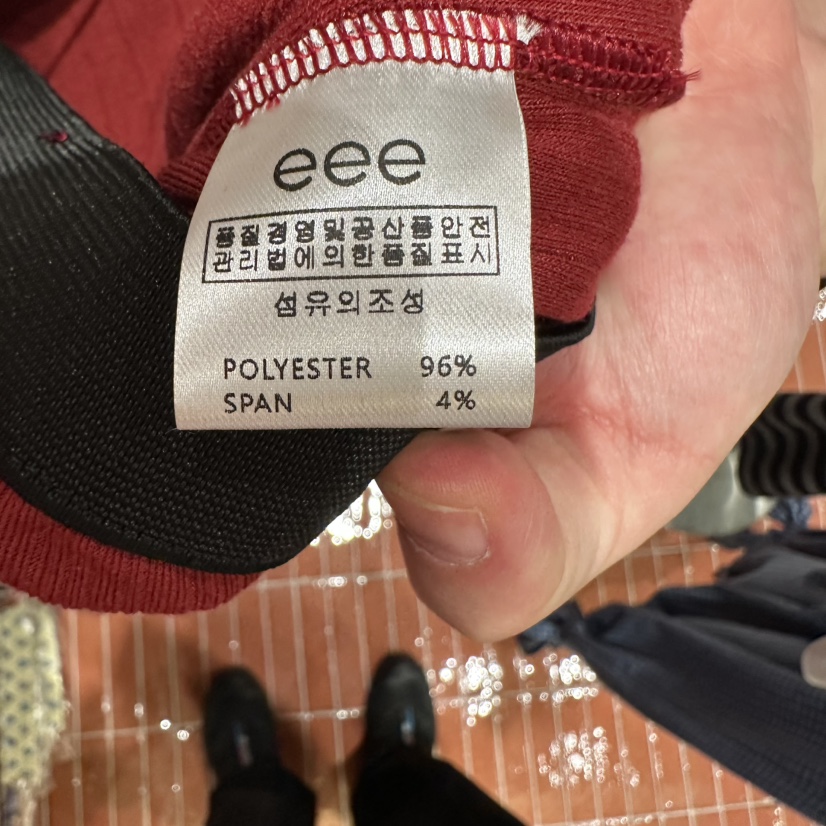 eee
품질경영및공산품안전
관리법에의한품질표시
섬유의조성
POLYESTER 96%
SPAN 4%